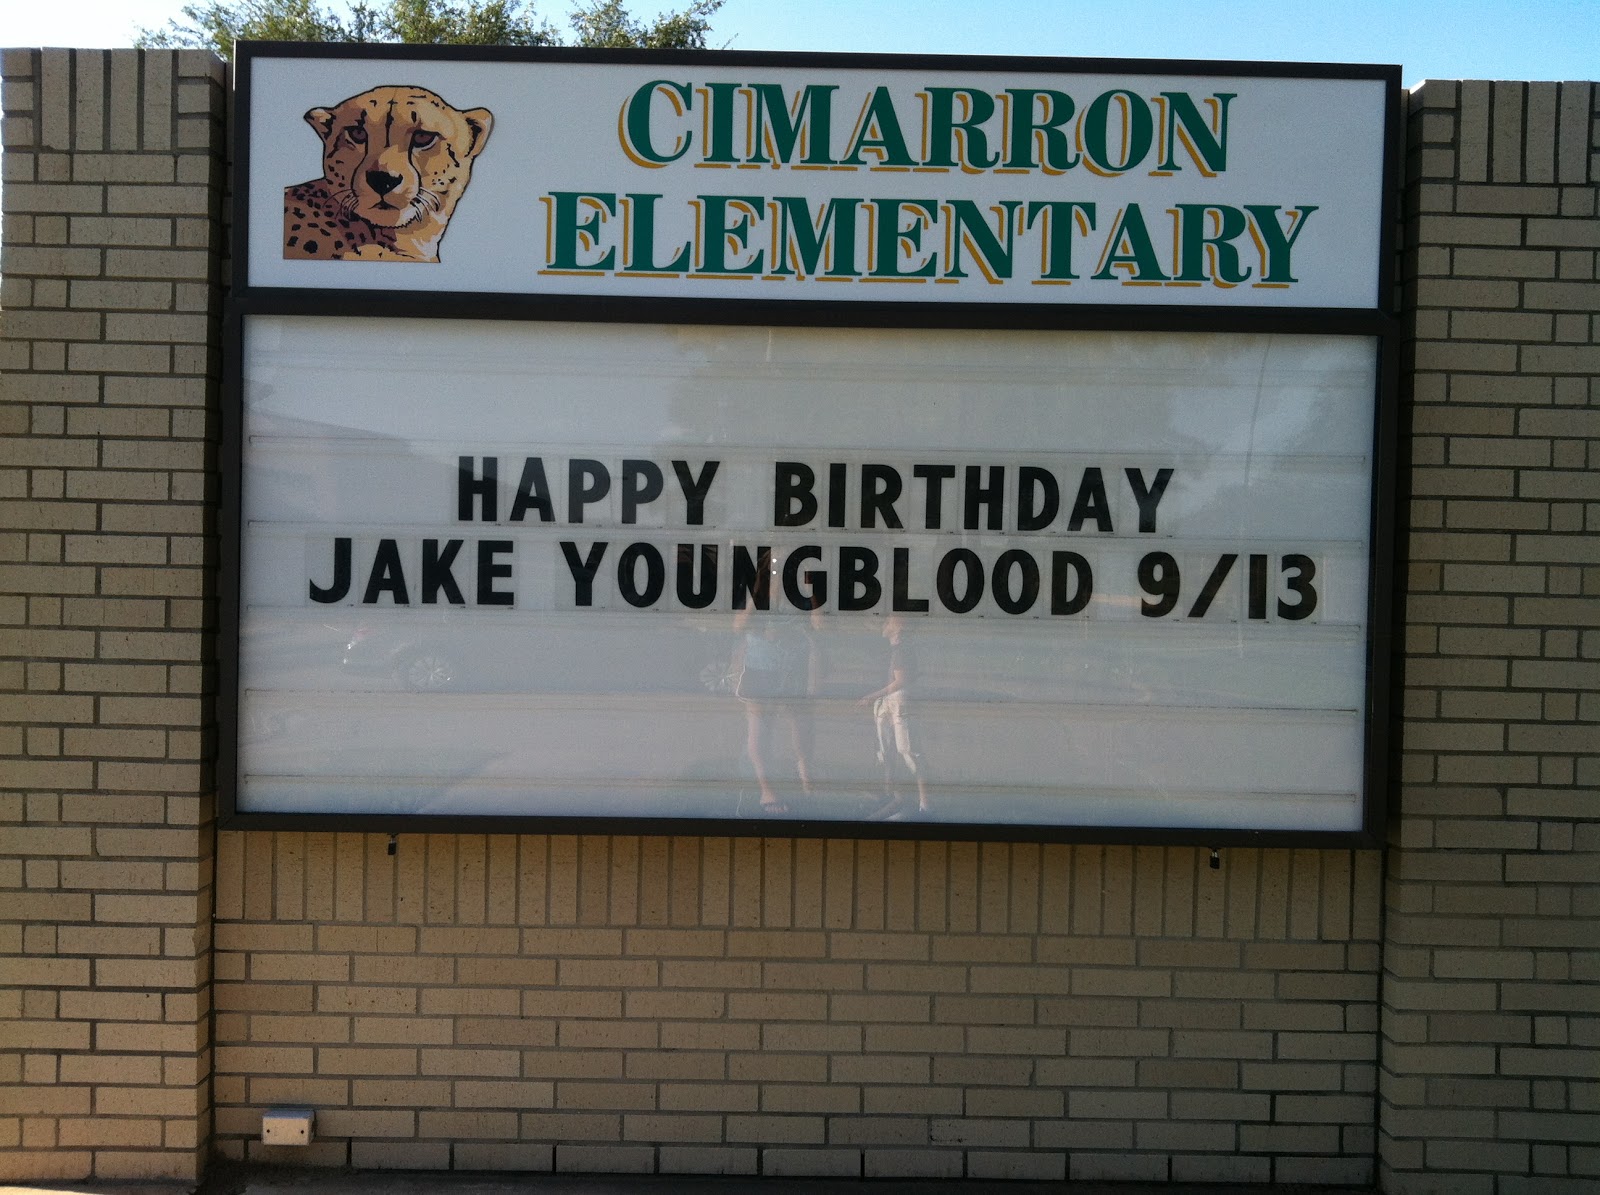 CIMARRON
ELEMENTARY
HAPPY BIRTHDAY
JAKE YOUNGBLOOD 9/13